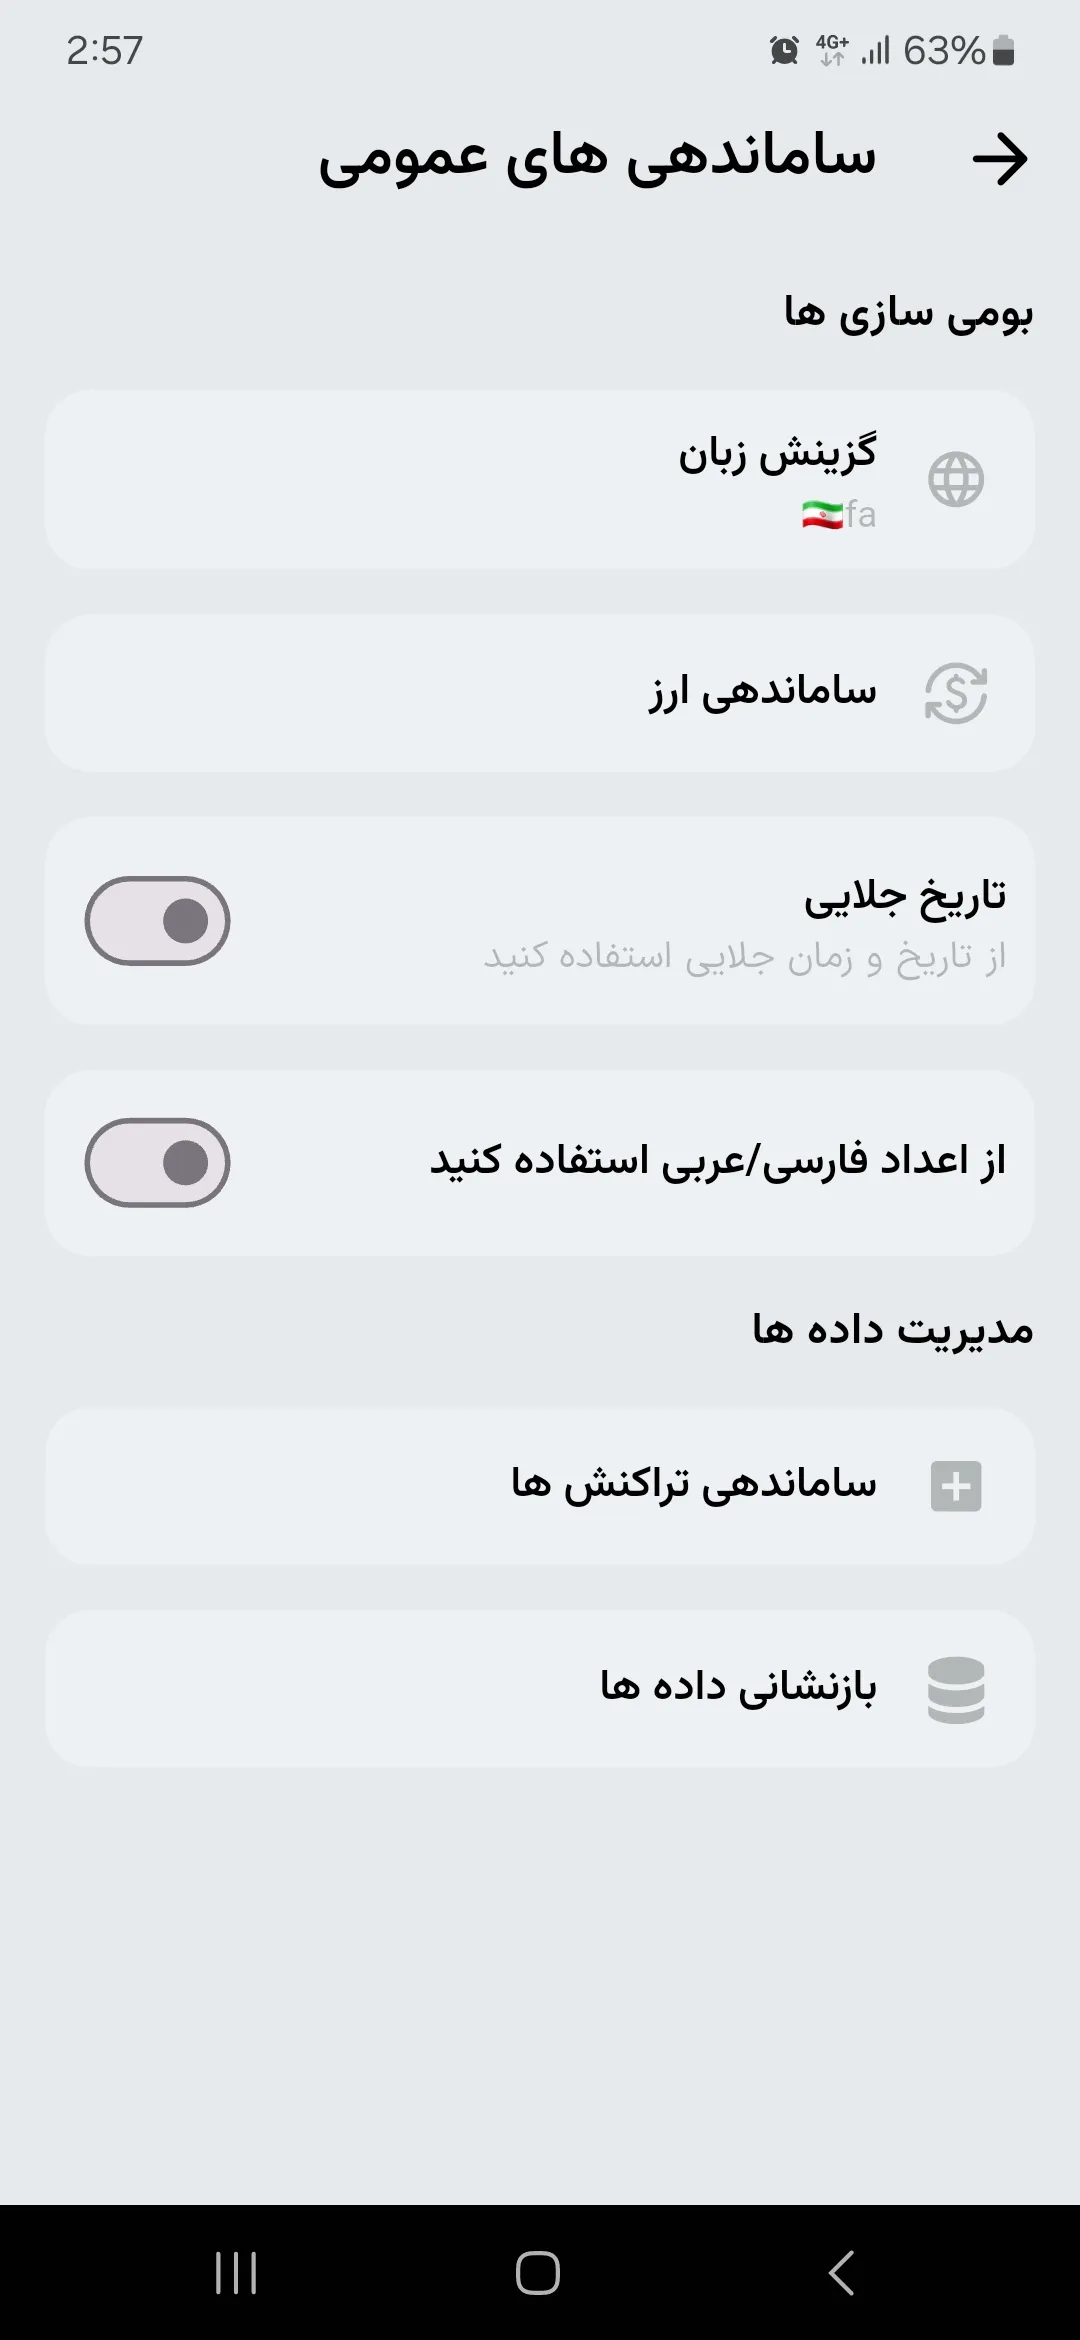 2:57
4G+ 63%
ساماندهی های عمومی
بومی سازی ها
گزینش زبان
fa🇮🇷
ساماندهی ارز
تاریخ جلایی
از تاریخ و زمان جلایی استفاده کنید
از اعداد فارسی/عربی استفاده کنید
مدیریت داده ها
ساماندهی تراکنش ها
بازنشانی داده ها